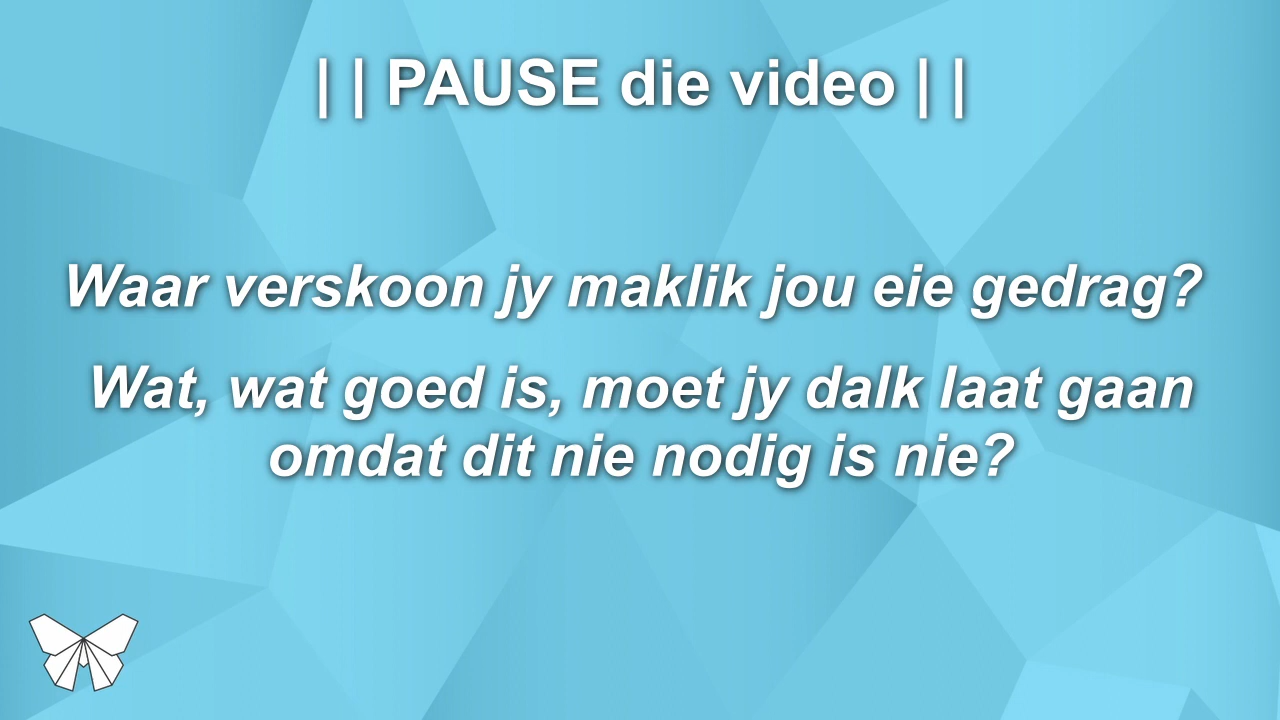 | | PAUSE die video | |
Waar verskoon jy maklik jou eie gedrag?
Wat, wat goed is, moet jy dalk laat gaan
omdat dit nie nodig is nie?